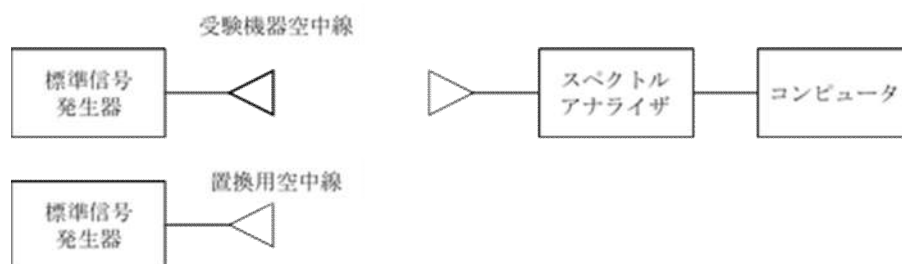 受験機器空中線
標準信号
発生器
スペクトル
アナライザ
コンピュータ
置換用空中線
標準信号
発生器